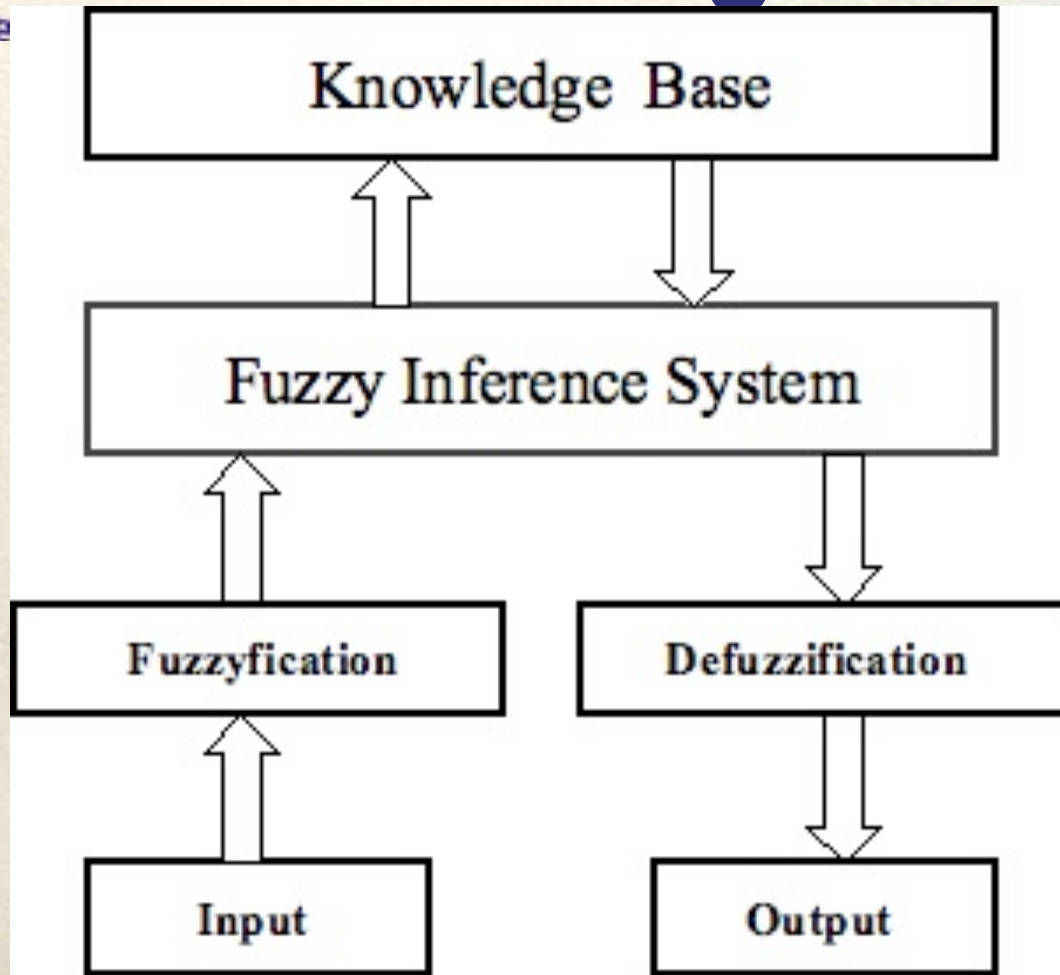 Knowledge Base
Fuzzy Inference System
Fuzzyfication
Defuzzification
Input
Output